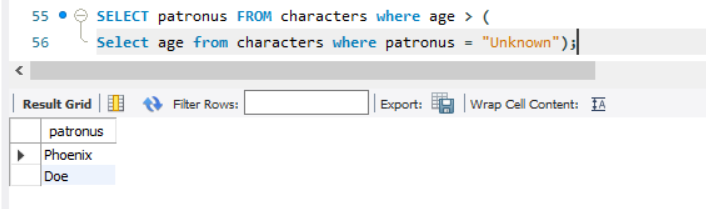 55 SELECT patronus FROM characters where age > (
56 Select age from characters where patronus = "Unknown");
Result Grid Filter Rows: Export: Wrap Cell Content: IA
patronus
Phoenix
Doe